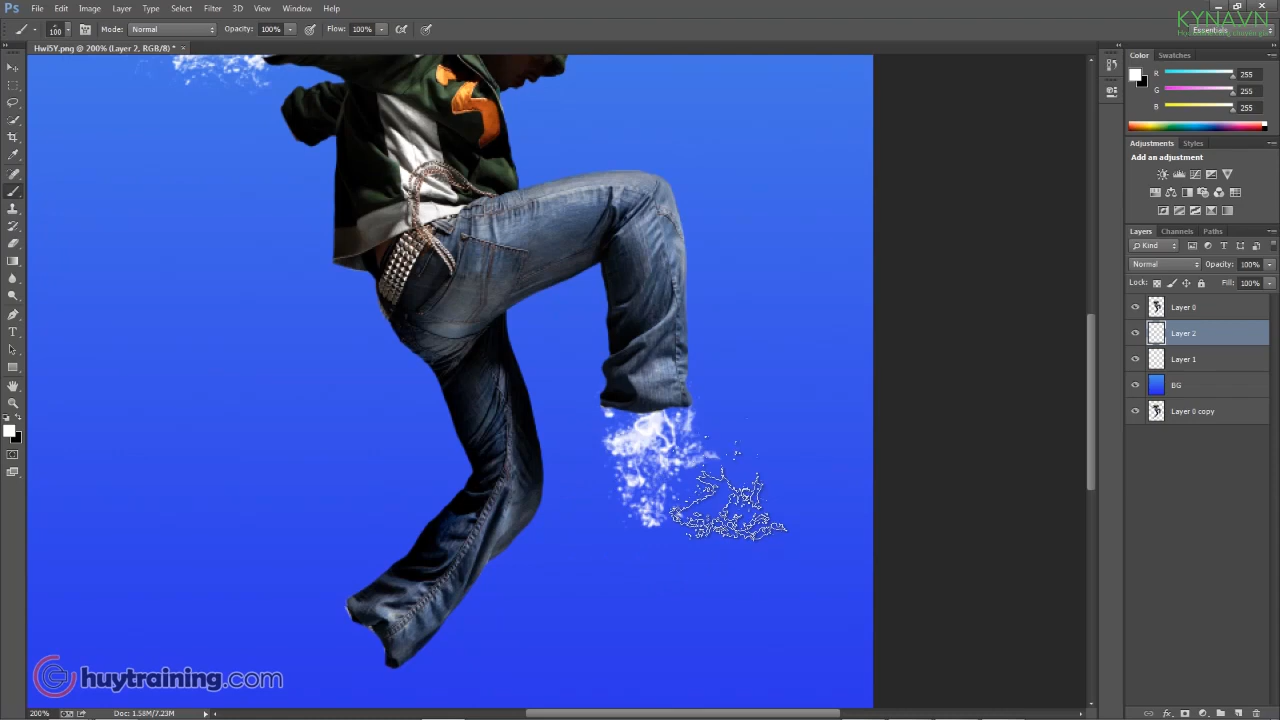 Ps File Edit Image Layer Type Select Filter 3D View Window Help
KYNAVN
100 Mode: Normal Opacity: 100% Flow: 100%
Essentials
Hwi5Y.png @ 200% (Layer 2, RGB/8) *
Color Swatches
R 255
G 255
B 255
Adjustments Styles
Add an adjustment
Layers Channels Paths
Kind
Normal Opacity: 100%
Lock: Fill: 100%
Layer 0
Layer 2
Layer 1
BG
Layer 0 copy
huytraining.com
200% Doc: 1.58M/7.23M